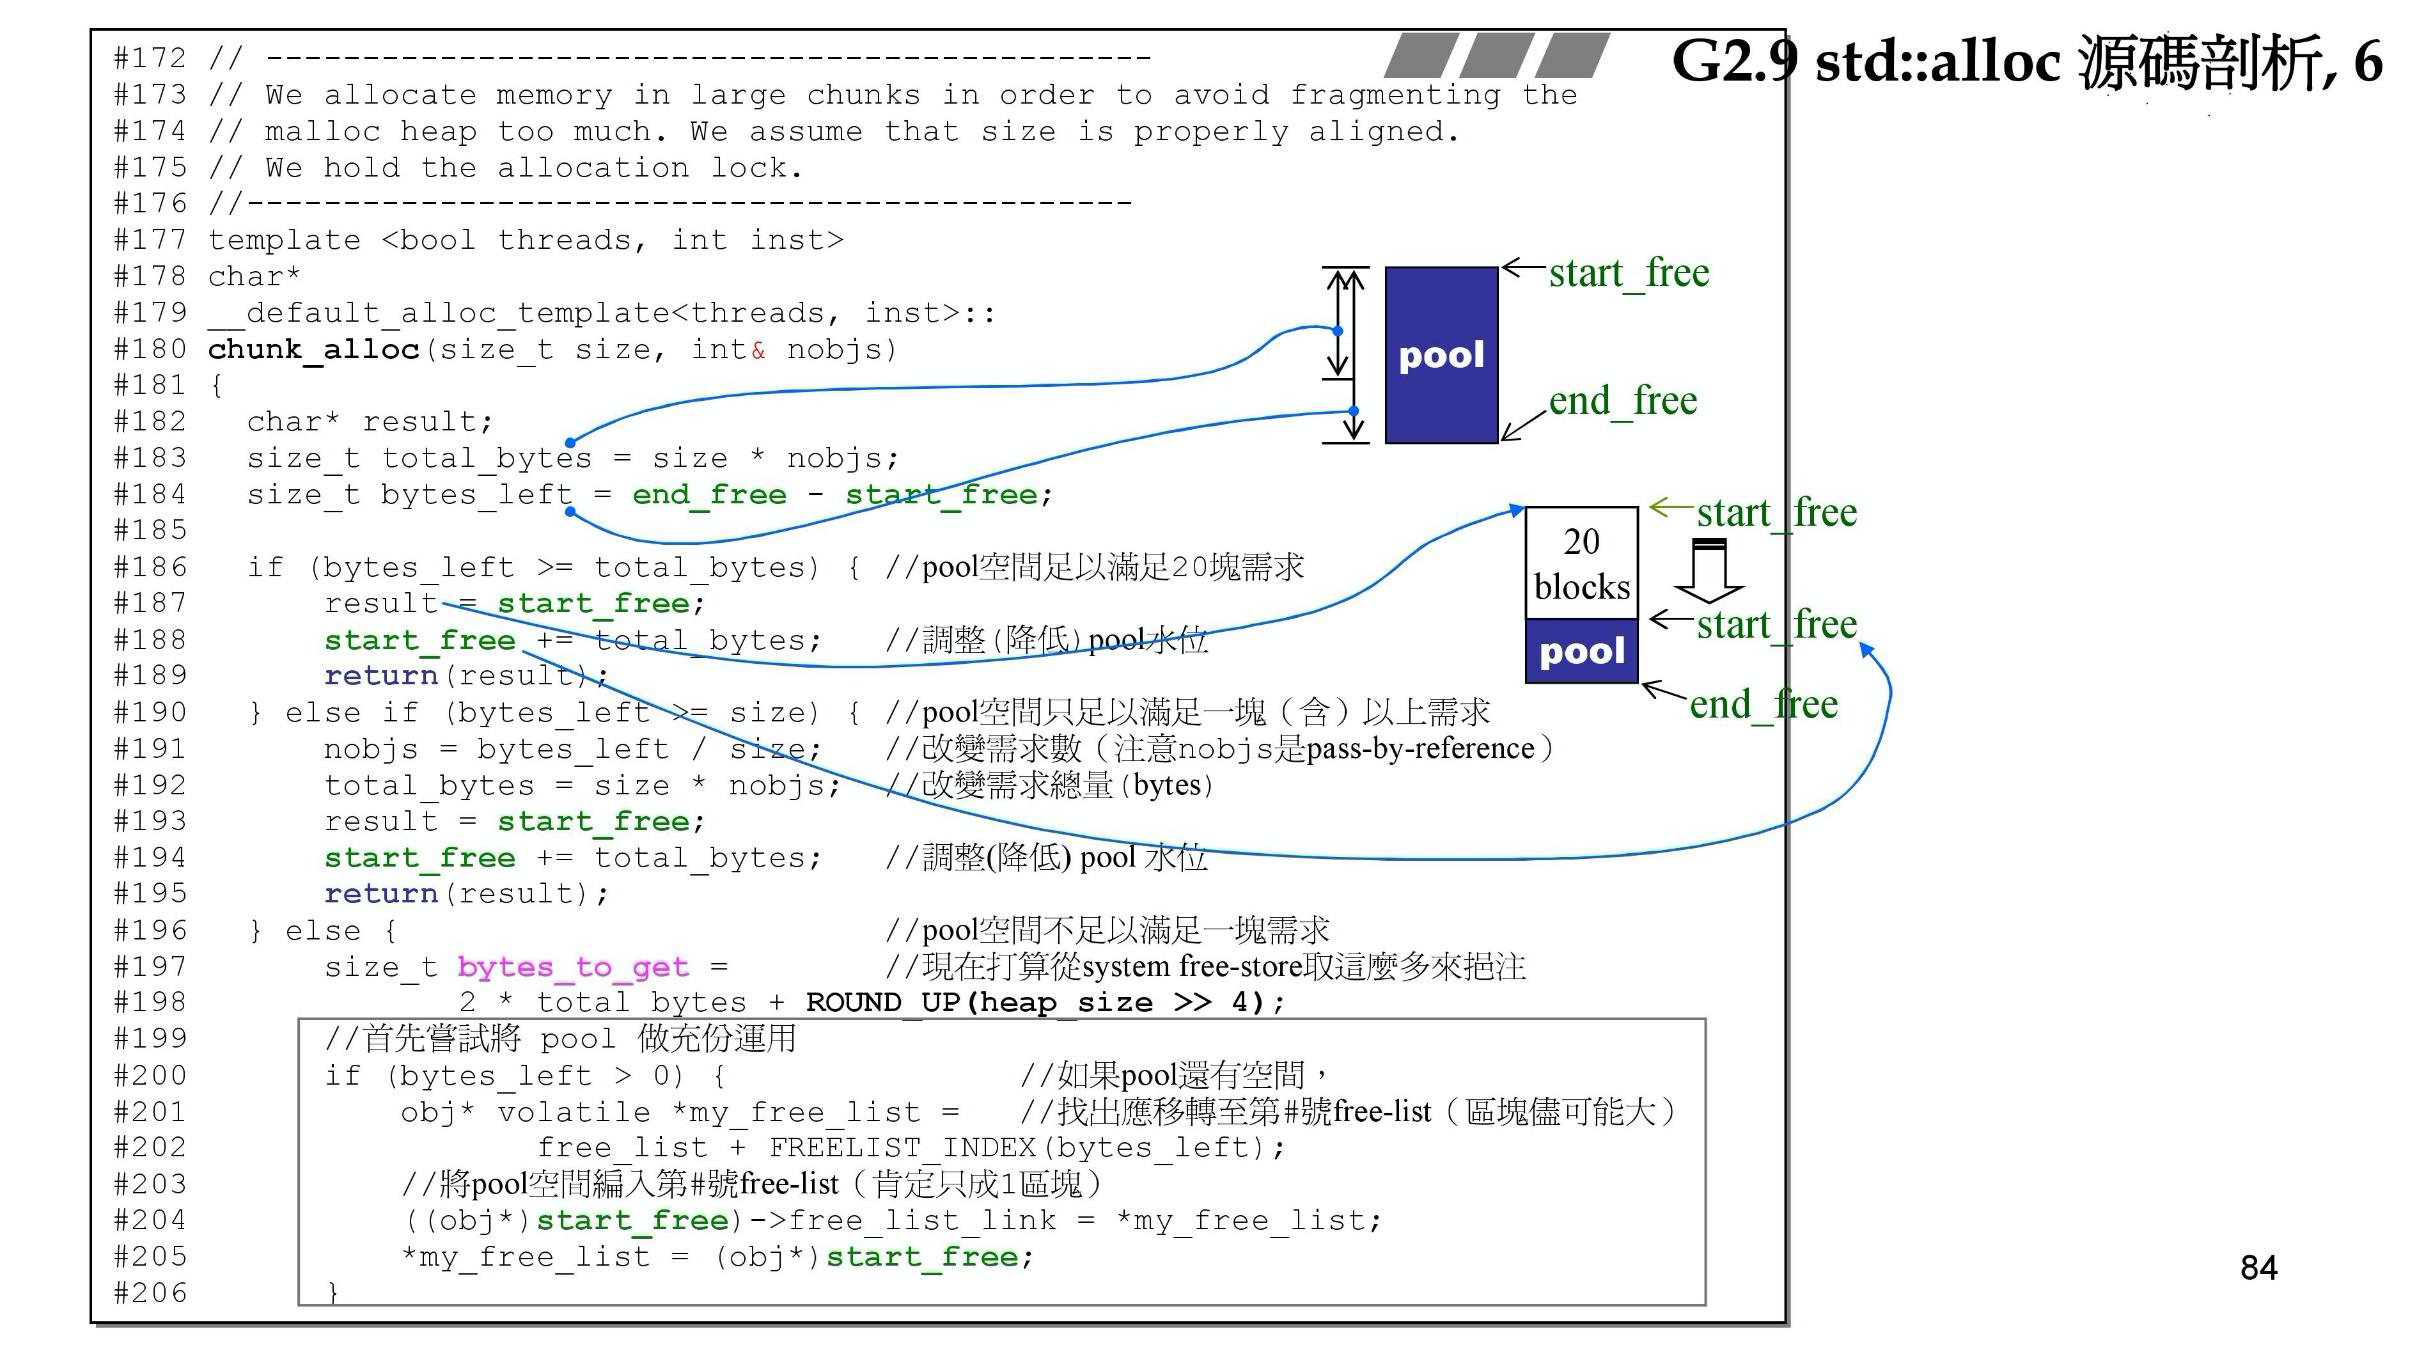 G2.9 std::alloc 源碼剖析, 6
#172 // ----------------------------------------------
#173 // We allocate memory in large chunks in order to avoid fragmenting the
#174 // malloc heap too much. We assume that size is properly aligned.
#175 // We hold the allocation lock.
#176 //----------------------------------------------
#177 template <bool threads, int inst>
#178 char*
#179 __default_alloc_template<threads, inst>::
#180 chunk_alloc(size_t size, int& nobjs)
#181 {
#182   char* result;
#183   size_t total_bytes = size * nobjs;
#184   size_t bytes_left = end_free - start_free;
#185
#186   if (bytes_left >= total_bytes) { //pool空間足以滿足20塊需求
#187       result = start_free;
#188       start_free += total_bytes;   //調整(降低)pool水位
#189       return(result);
#190   } else if (bytes_left >= size) { //pool空間只足以滿足一塊（含）以上需求
#191       nobjs = bytes_left / size;   //改變需求數（注意nobjs是pass-by-reference）
#192       total_bytes = size * nobjs;  //改變需求總量(bytes)
#193       result = start_free;
#194       start_free += total_bytes;   //調整(降低) pool 水位
#195       return(result);
#196   } else {                         //pool空間不足以滿足一塊需求
#197       size_t bytes_to_get =        //現在打算從system free-store取這麼多來挹注
#198              2 * total_bytes + ROUND_UP(heap_size >> 4);
#199       //首先嘗試將 pool 做充份運用
#200       if (bytes_left > 0) {               //如果pool還有空間，
#201           obj* volatile *my_free_list =   //找出應移轉至第#號free-list（區塊儘可能大）
#202                  free_list + FREELIST_INDEX(bytes_left);
#203           //將pool空間編入第#號free-list（肯定只成1區塊）
#204           ((obj*)start_free)->free_list_link = *my_free_list;
#205           *my_free_list = (obj*)start_free;
#206       }
start_free
pool
end_free
start_free
20
blocks
start_free
pool
end_free
84